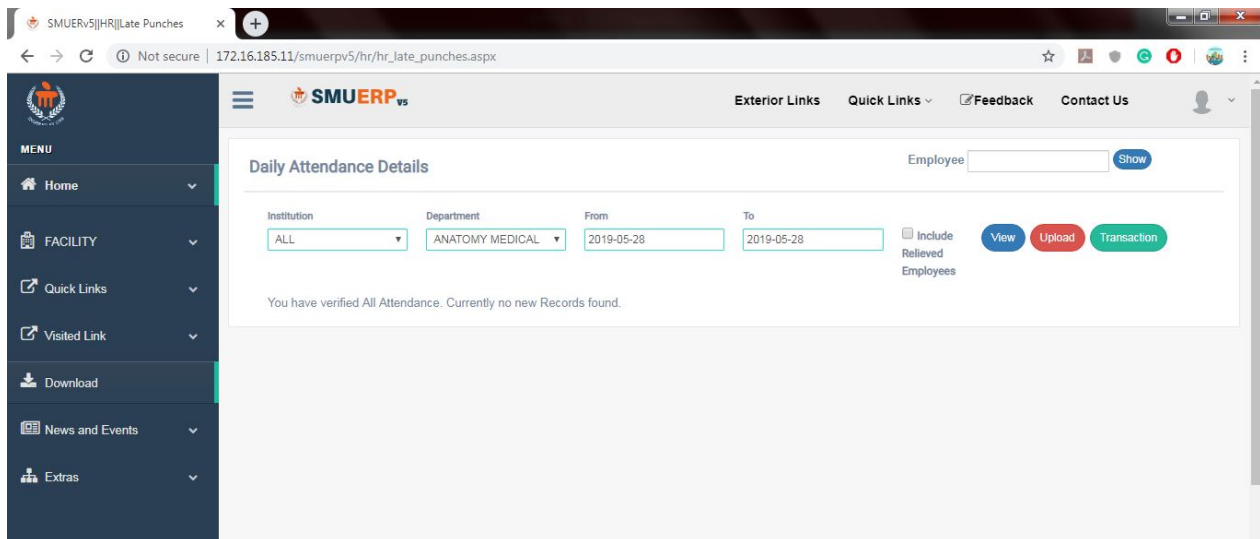 SMUERv5||HR||Late Punches
Not secure | 172.16.185.11/smuerpv5/hr/hr_late_punches.aspx
SMUERP v5
Exterior Links Quick Links Feedback Contact Us
MENU
Home
FACILITY
Quick Links
Visited Link
Download
News and Events
Extras
Daily Attendance Details
Employee Show
Institution Department From To
ALL ANATOMY MEDICAL 2019-05-28 2019-05-28
Include
Relieved
Employees
View Upload Transaction
You have verified All Attendance. Currently no new Records found.